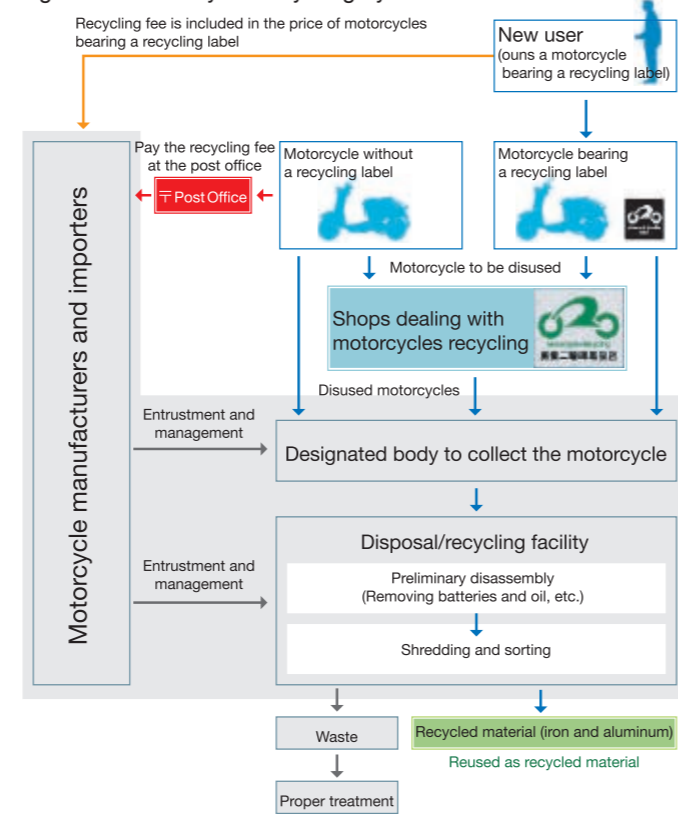 Recycling fee is included in the price of motorcycles
bearing a recycling label
New user
(ouns a motorcycle
bearing a recycling label)
Pay the recycling fee
at the post office
〒Post Office
Motorcycle without
a recycling label
Motorcycle bearing
a recycling label
Motorcycle manufacturers and importers
Motorcycle to be disused
Shops dealing with
motorcycles recycling
Disused motorcycles
Entrustment and
management
Designated body to collect the motorcycle
Disposal/recycling facility
Entrustment and
management
Preliminary disassembly
(Removing batteries and oil, etc.)
Shredding and sorting
Waste
Recycled material (iron and aluminum)
Reused as recycled material
Proper treatment